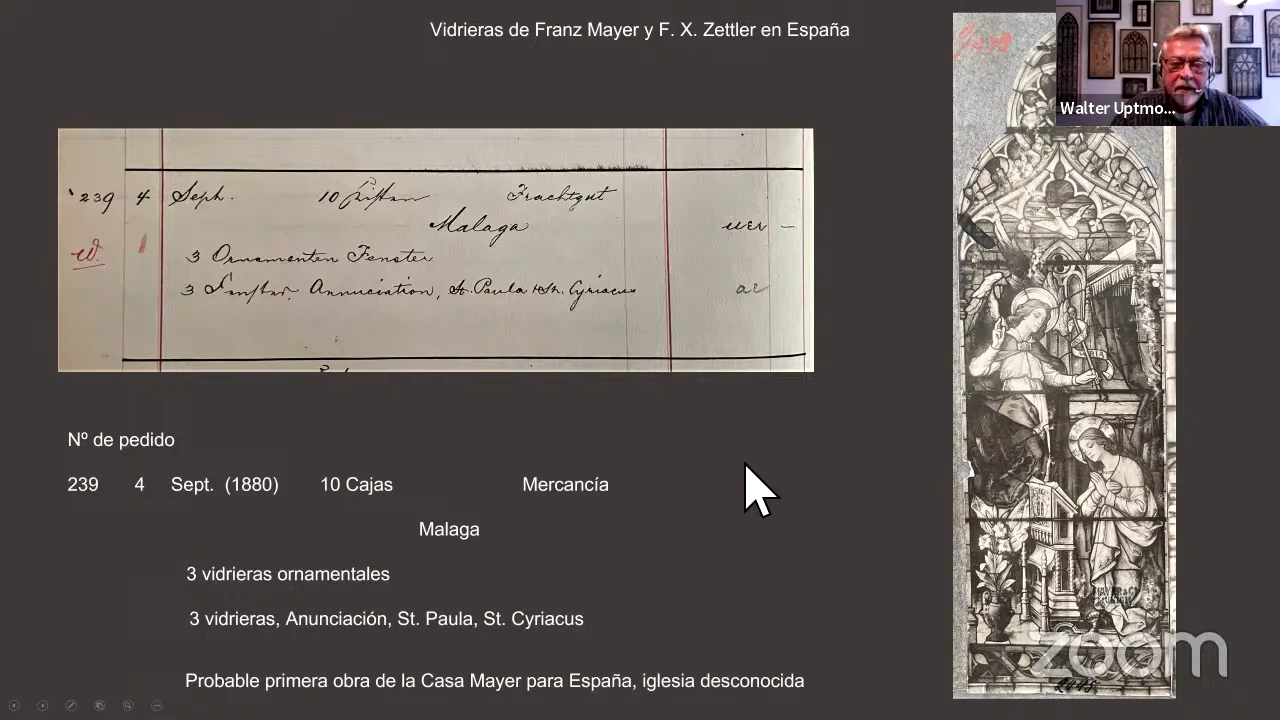 Vidrieras de Franz Mayer y F. X. Zettler en España
Walter Uptmo...
239 4 Seph. 10 Kisten Frachtgut
Malaga
3 Ornamenten Fenster
3 Fenster, Annuciation, St. Paula & St. Cyriacus
Nº de pedido
239 4 Sept. (1880) 10 Cajas Mercancía
Malaga
3 vidrieras ornamentales
3 vidrieras, Anunciación, St. Paula, St. Cyriacus
Probable primera obra de la Casa Mayer para España, iglesia desconocida
zoom